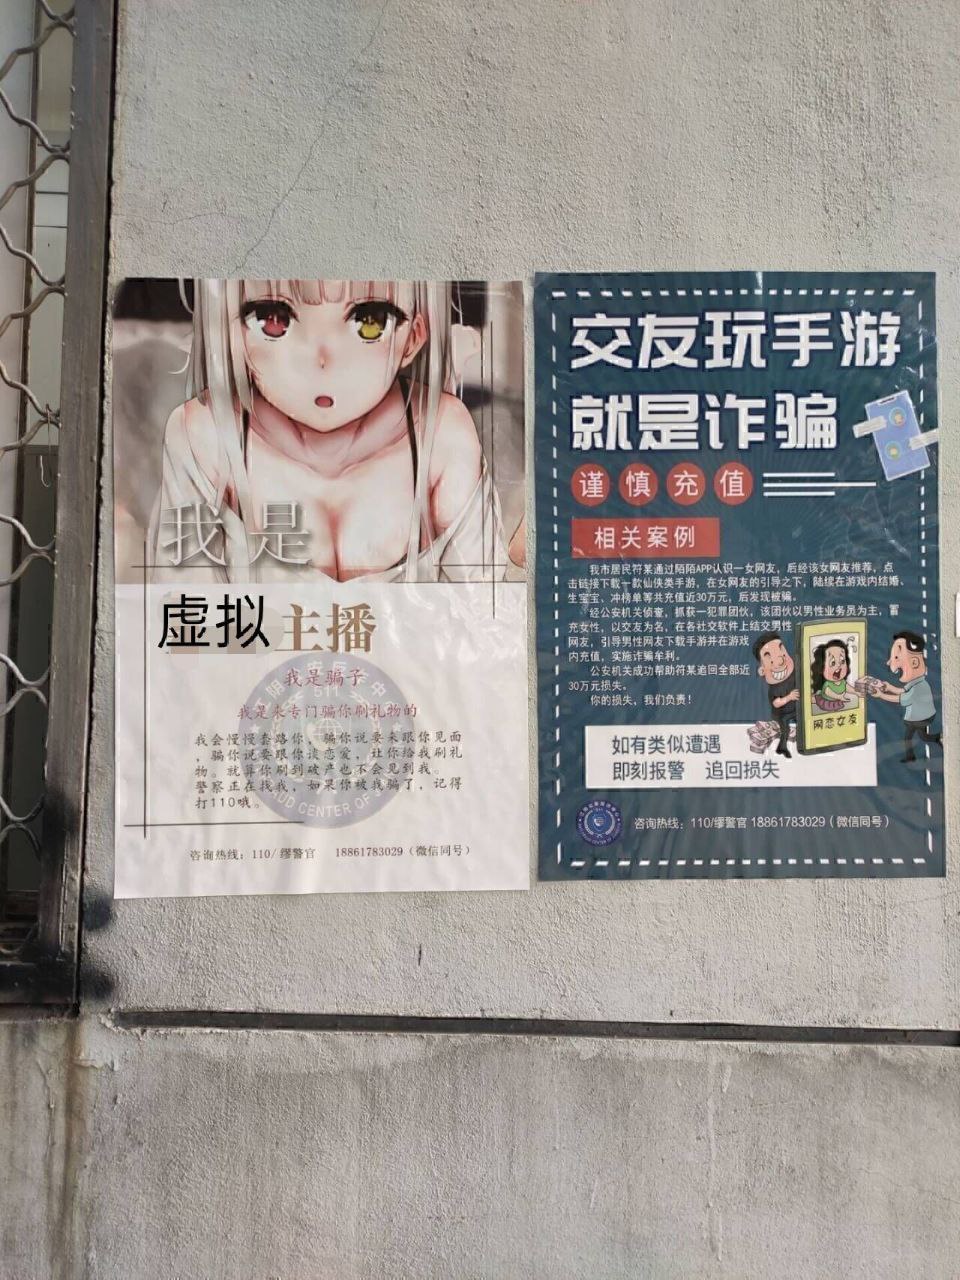 我是
虚拟主播
我是骗子
我是来专门骗你刷礼物的
我会慢慢套路你，骗你说要来跟你见面
，骗你说要跟你谈恋爱，让你给我刷礼
物。就算你刷到破产也不会见到我。
警察正在找我，如果你被我骗了，记得
打110哦。
咨询热线：110/ 缪警官 18861783029（微信同号）
交友玩手游
就是诈骗
谨慎充值
相关案例
我市居民符某通过陌陌APP认识一女网友，后经该女网友推荐，点
击链接下载一款仙侠类手游，在女网友的引导之下，陆续在游戏内结婚、
生宝宝、冲榜单等共充值近30万元，后发现被骗。
经公安机关侦查，抓获一犯罪团伙，该团伙以男性业务员为主，冒
充女性，以交友为名，在各社交软件上结交男性
网友，引导男性网友下载手游并在游戏
内充值，实施诈骗牟利。
公安机关成功帮助符某追回全部近
30万元损失。
你的损失，我们负责！
网恋女友
如有类似遭遇
即刻报警 追回损失
咨询热线：110/缪警官 18861783029（微信同号）